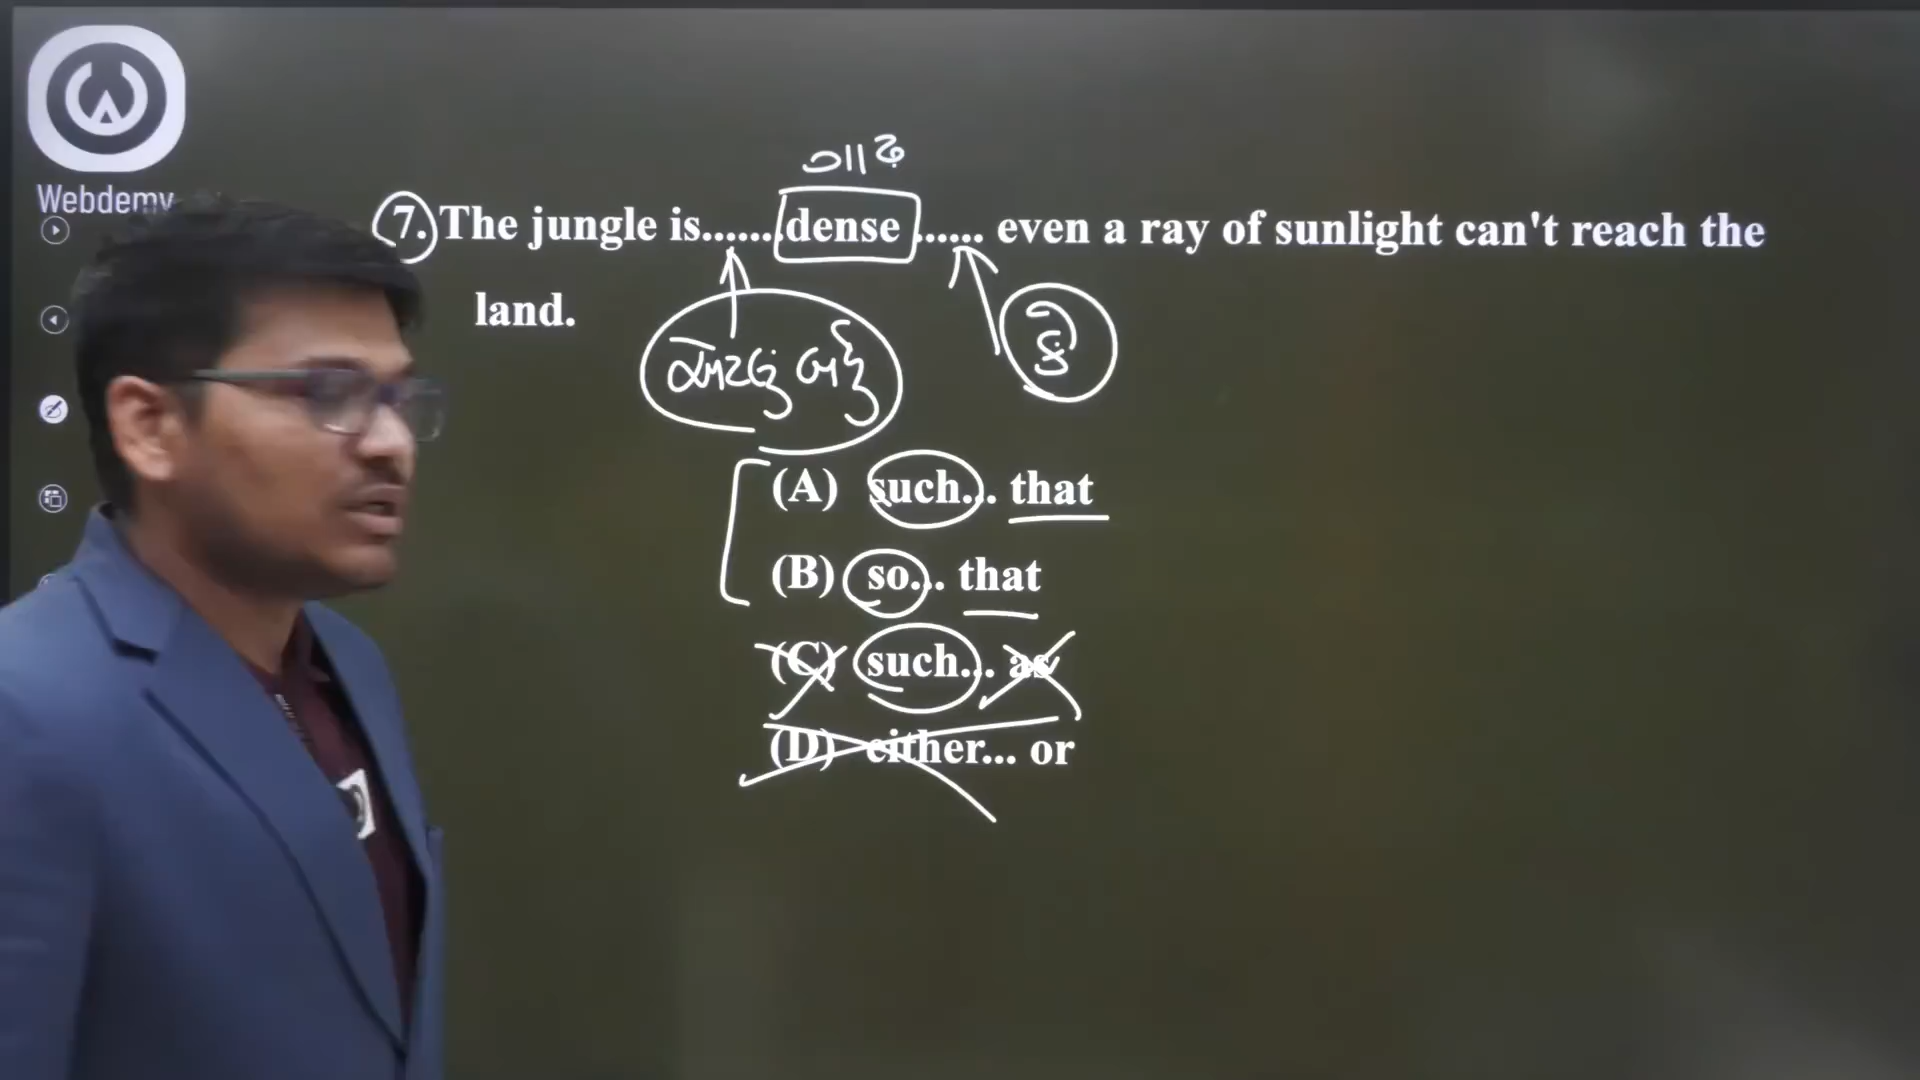 Webdemy
ગાઢ
7. The jungle is...... dense ...... even a ray of sunlight can't reach the
land.
એટલું બધું
કે
(A) such... that
(B) so... that
(C) such... as
(D) either... or